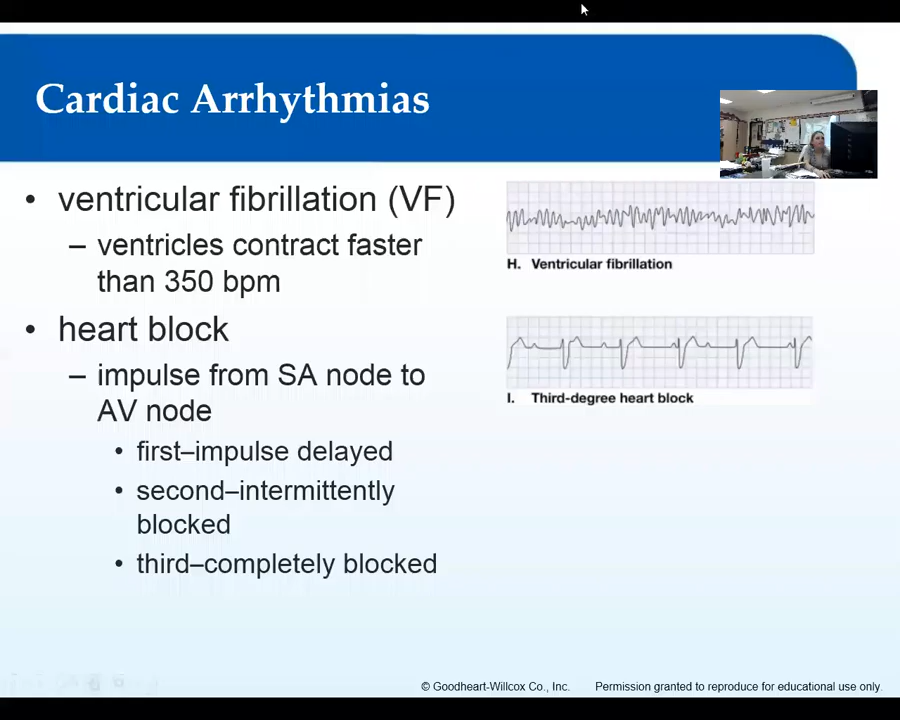 Cardiac Arrhythmias
• ventricular fibrillation (VF)
– ventricles contract faster
than 350 bpm
• heart block
– impulse from SA node to
AV node
• first–impulse delayed
• second–intermittently
blocked
• third–completely blocked
H. Ventricular fibrillation
I. Third-degree heart block
© Goodheart-Willcox Co., Inc. Permission granted to reproduce for educational use only.